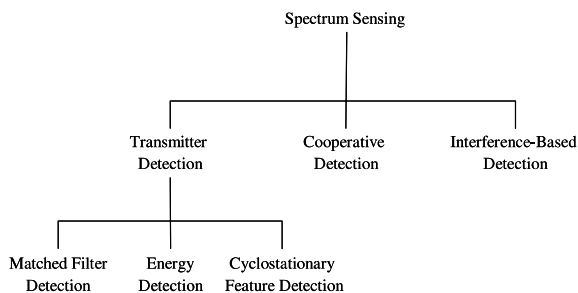 Spectrum Sensing
Transmitter
Detection
Cooperative
Detection
Interference-Based
Detection
Matched Filter
Detection
Energy
Detection
Cyclostationary
Feature Detection